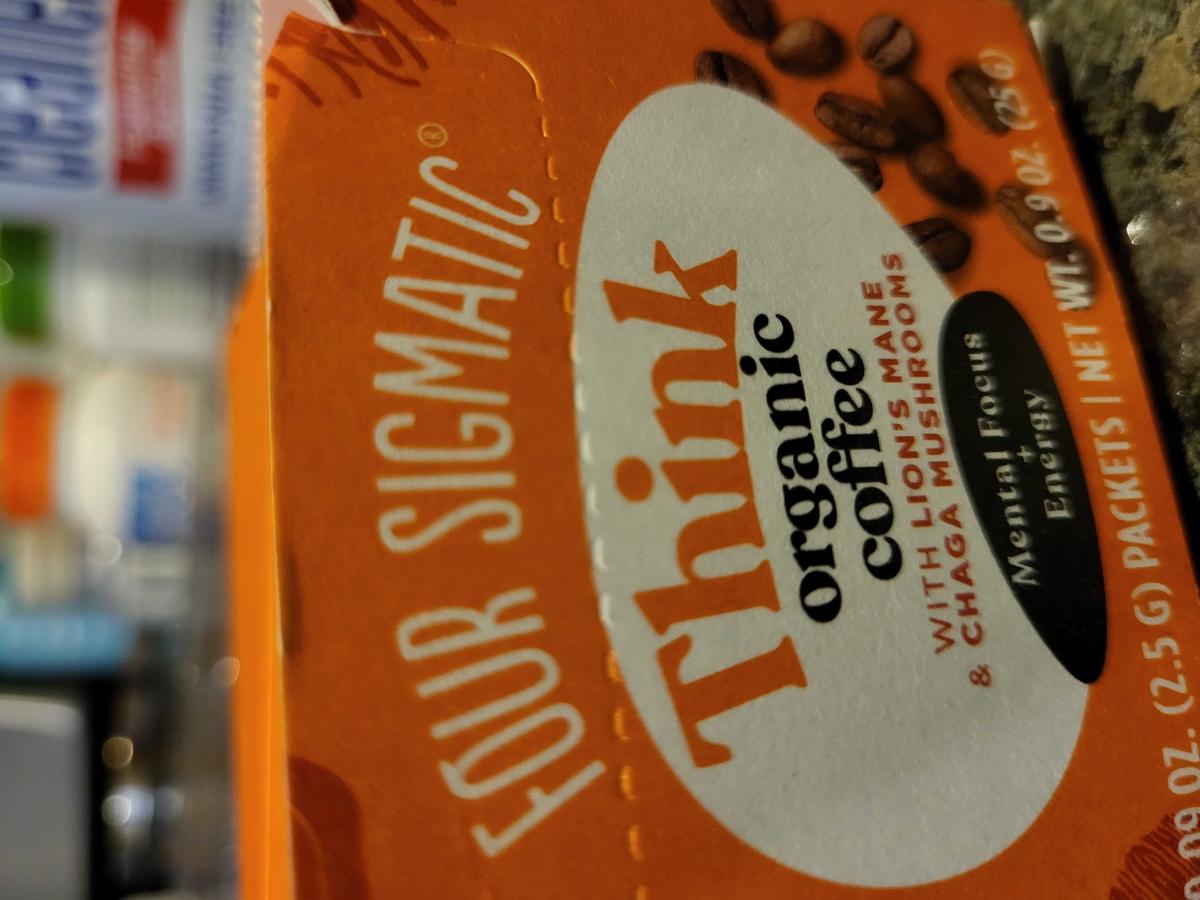 FOUR SIGMATIC®
Think
organic
coffee
WITH LION'S MANE
& CHAGA MUSHROOMS
Mental Focus
+
Energy
09 OZ. (2.5 G) PACKETS | NET WT. 0.9 OZ. (25 G)